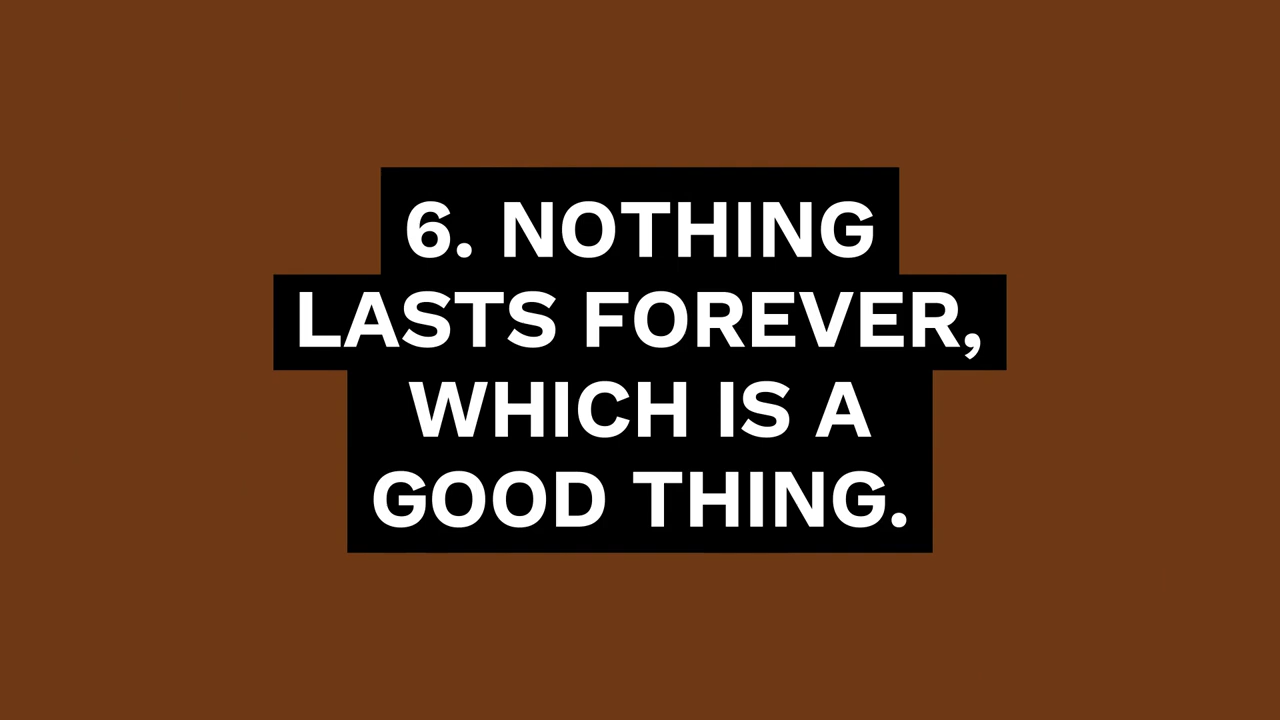 6. NOTHING
LASTS FOREVER,
WHICH IS A
GOOD THING.